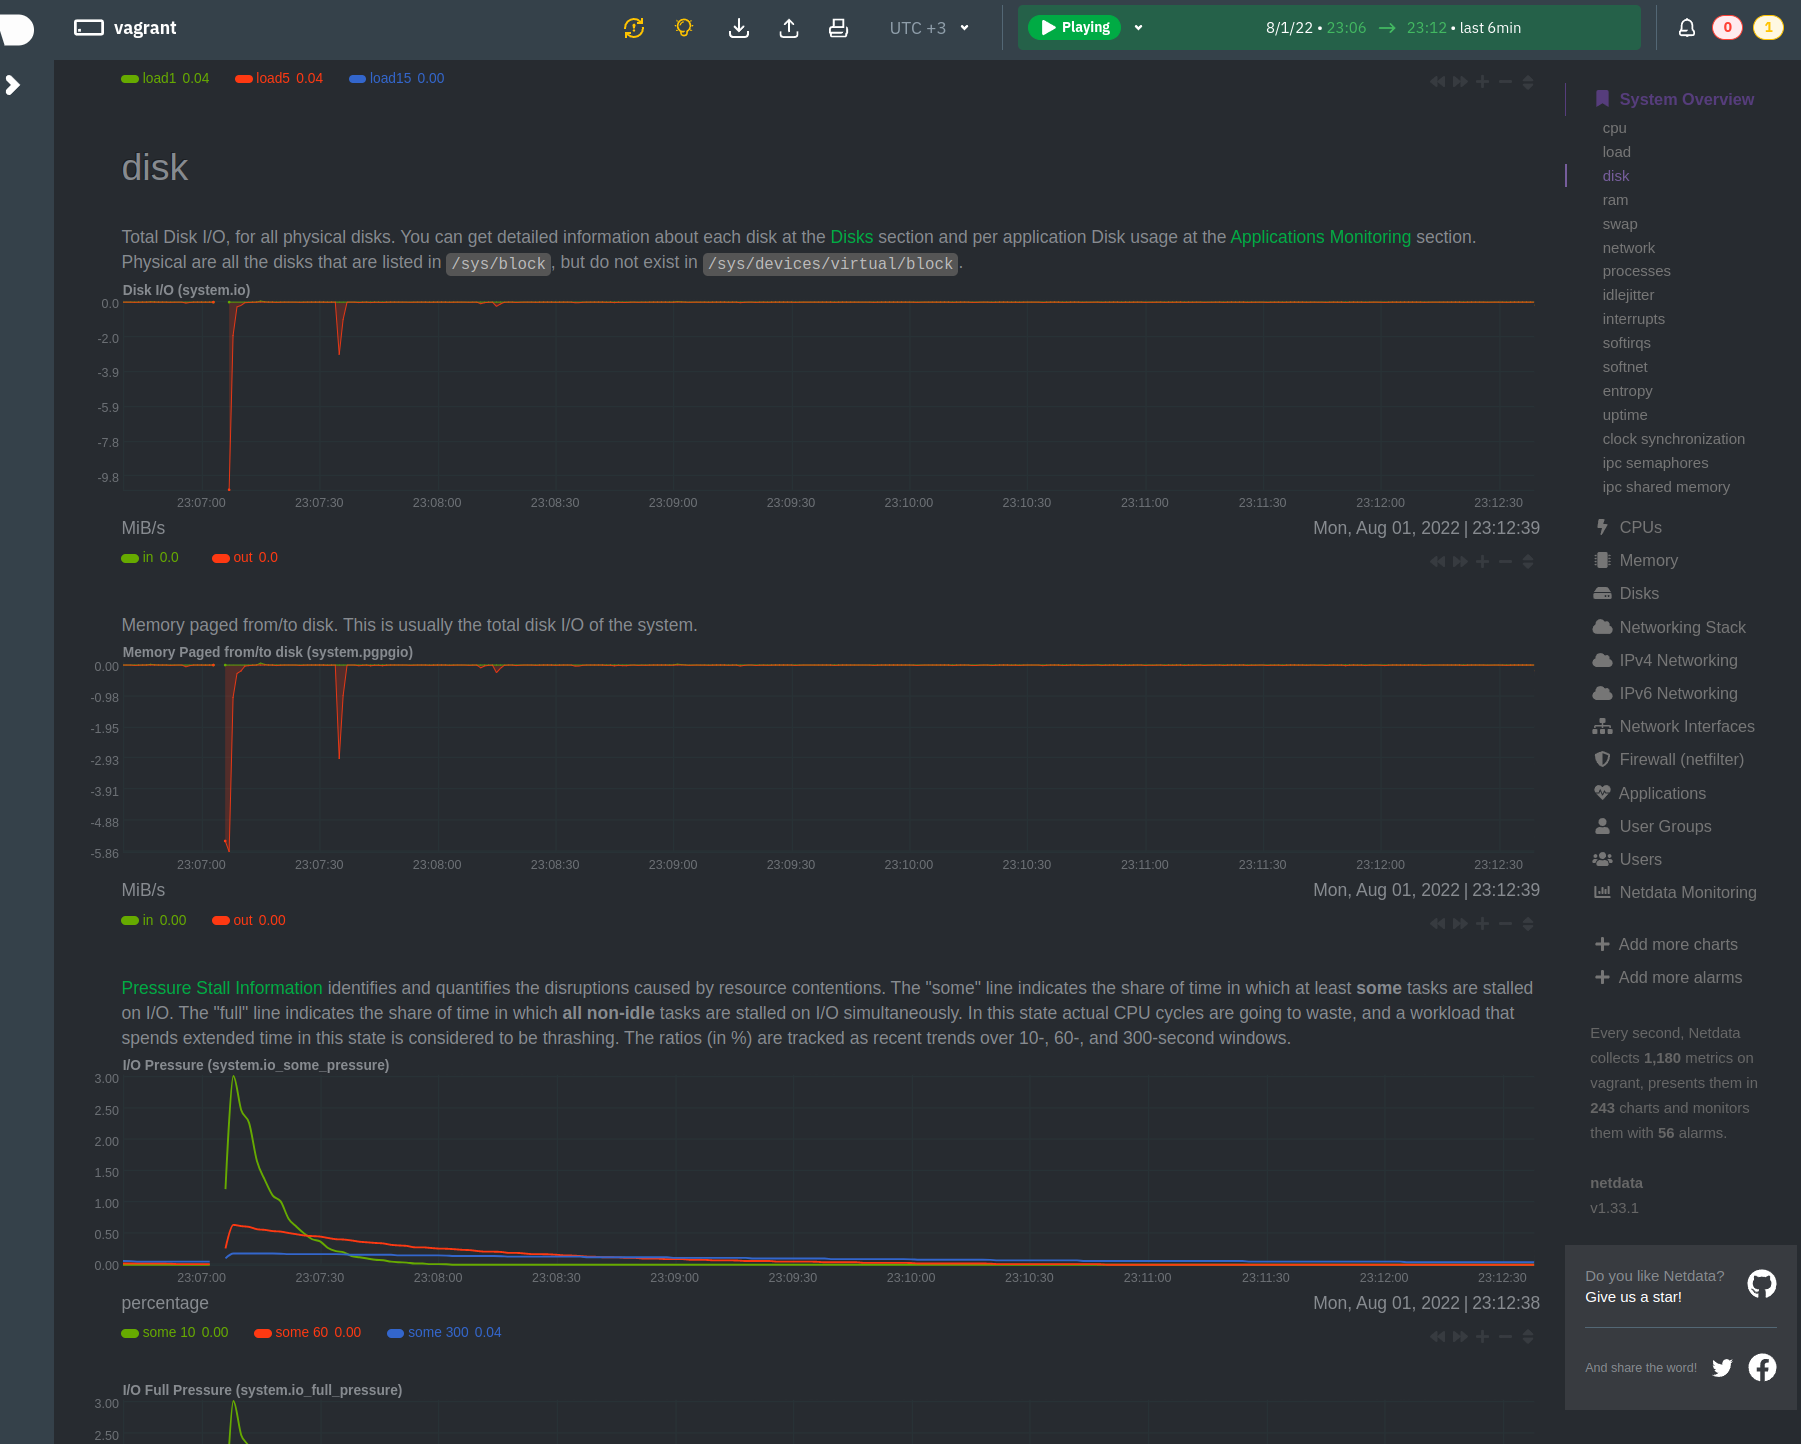 vagrant
UTC +3
Playing
8/1/22 • 23:06 → 23:12 • last 6min
0
1
load1 0.04 load5 0.04 load15 0.00
disk
Total Disk I/O, for all physical disks. You can get detailed information about each disk at the Disks section and per application Disk usage at the Applications Monitoring section.
Physical are all the disks that are listed in /sys/block, but do not exist in /sys/devices/virtual/block.
Disk I/O (system.io)
0.0
-2.0
-3.9
-5.9
-7.8
-9.8
23:07:00 23:07:30 23:08:00 23:08:30 23:09:00 23:09:30 23:10:00 23:10:30 23:11:00 23:11:30 23:12:00 23:12:30
MiB/s Mon, Aug 01, 2022 | 23:12:39
in 0.0 out 0.0
Memory paged from/to disk. This is usually the total disk I/O of the system.
Memory Paged from/to disk (system.pgpgio)
0.00
-0.98
-1.95
-2.93
-3.91
-4.88
-5.86
23:07:00 23:07:30 23:08:00 23:08:30 23:09:00 23:09:30 23:10:00 23:10:30 23:11:00 23:11:30 23:12:00 23:12:30
MiB/s Mon, Aug 01, 2022 | 23:12:39
in 0.00 out 0.00
Pressure Stall Information identifies and quantifies the disruptions caused by resource contentions. The "some" line indicates the share of time in which at least some tasks are stalled
on I/O. The "full" line indicates the share of time in which all non-idle tasks are stalled on I/O simultaneously. In this state actual CPU cycles are going to waste, and a workload that
spends extended time in this state is considered to be thrashing. The ratios (in %) are tracked as recent trends over 10-, 60-, and 300-second windows.
I/O Pressure (system.io_some_pressure)
3.00
2.50
2.00
1.50
1.00
0.50
0.00
23:07:00 23:07:30 23:08:00 23:08:30 23:09:00 23:09:30 23:10:00 23:10:30 23:11:00 23:11:30 23:12:00 23:12:30
percentage Mon, Aug 01, 2022 | 23:12:38
some 10 0.00 some 60 0.00 some 300 0.04
I/O Full Pressure (system.io_full_pressure)
3.00
2.50
System Overview
cpu
load
disk
ram
swap
network
processes
idlejitter
interrupts
softirqs
softnet
entropy
uptime
clock synchronization
ipc semaphores
ipc shared memory
CPUs
Memory
Disks
Networking Stack
IPv4 Networking
IPv6 Networking
Network Interfaces
Firewall (netfilter)
Applications
User Groups
Users
Netdata Monitoring
Add more charts
Add more alarms
Every second, Netdata
collects 1,180 metrics on
vagrant, presents them in
243 charts and monitors
them with 56 alarms.
netdata
v1.33.1
Do you like Netdata?
Give us a star!
And share the word!